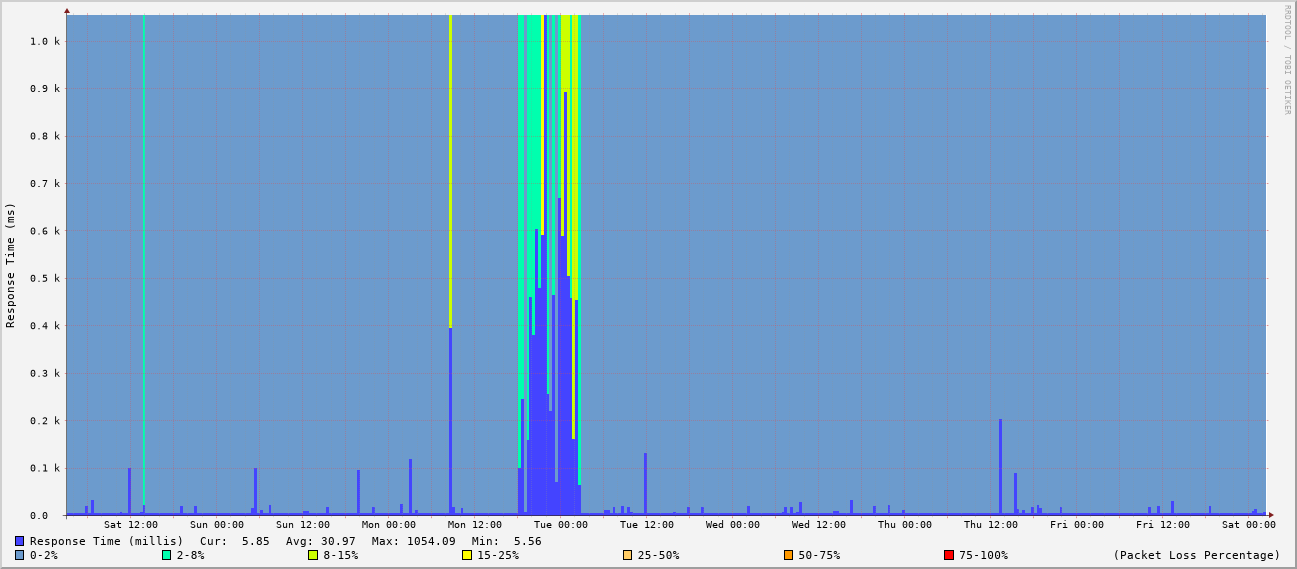 RRDTOOL / TOBI OETIKER
Response Time (ms)
1.0 k
0.9 k
0.8 k
0.7 k
0.6 k
0.5 k
0.4 k
0.3 k
0.2 k
0.1 k
0.0
Sat 12:00 Sun 00:00 Sun 12:00 Mon 00:00 Mon 12:00 Tue 00:00 Tue 12:00 Wed 00:00 Wed 12:00 Thu 00:00 Thu 12:00 Fri 00:00 Fri 12:00 Sat 00:00
Response Time (millis) Cur: 5.85 Avg: 30.97 Max: 1054.09 Min: 5.56
0-2% 2-8% 8-15% 15-25% 25-50% 50-75% 75-100% (Packet Loss Percentage)